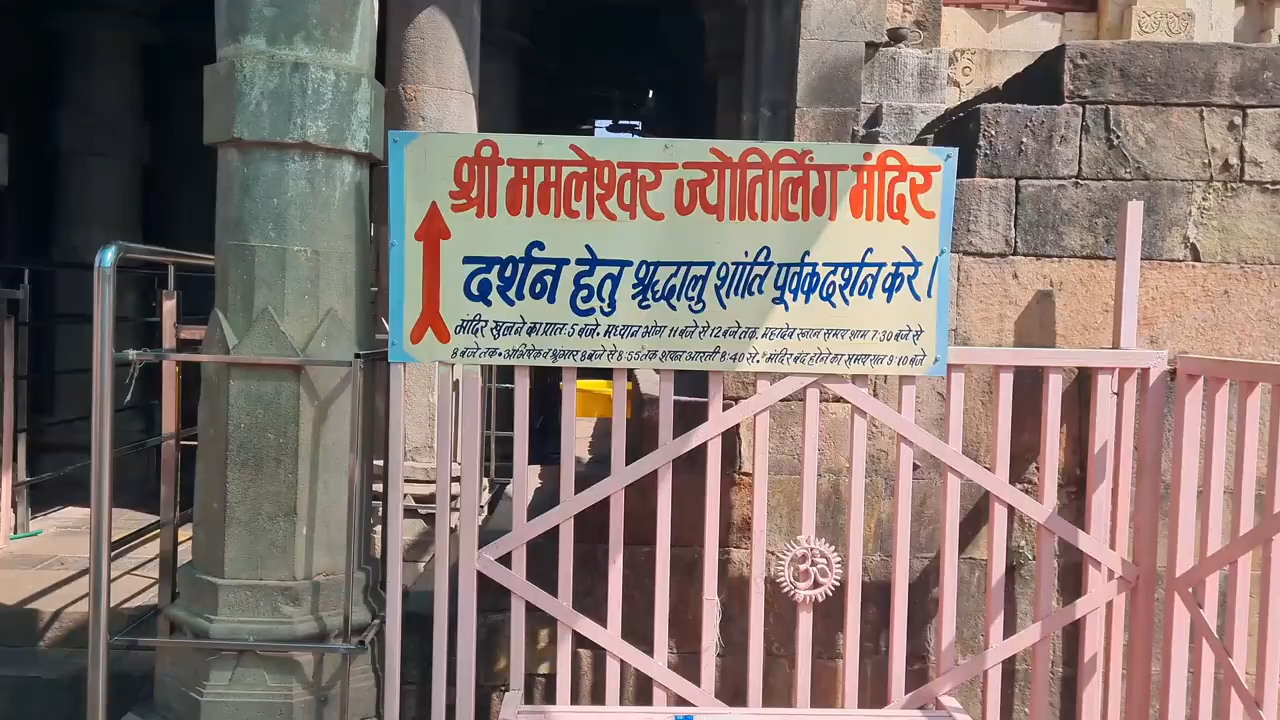 श्री ममलेश्वर ज्योतिर्लिंग मंदिर
दर्शन हेतु श्रृद्धालु शांति पूर्वक दर्शन करे।
मंदिर खुलने का प्रात: 5 बजे. मध्यान भोग 11 बजे से 12 बजे तक. महादेव स्नान समय शाम 7:30 बजे से
8 बजे तक • अभिषेक व श्रृंगार 8 बजे से 8:55 तक शयन आरती 8:40 से. मंदिर बंद होने का समय रात 9:10 बजे
ॐ